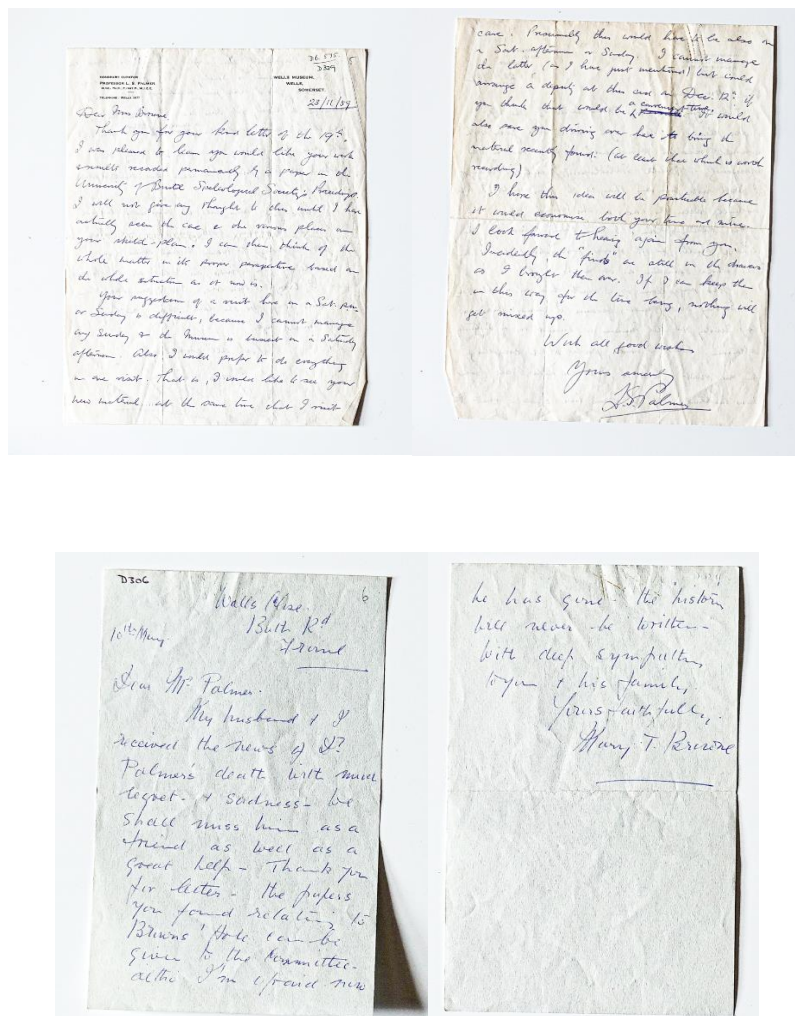 D6 575
D309
5
HONORARY CURATOR
PROFESSOR L. S. PALMER
WELLS MUSEUM,
WELLS,
SOMERSET.
23/11/59
Dear Mrs Browne,
Thank you for your kind letter of the 19th.
I was pleased to learn you would like your work
results recorded permanently by a paper in the
University of Bristol Spelaeological Society's Proceedings.
I will not give any thought to this until I have
actually seen the cave & the various places on
your sketch-plan. I can then think of the
whole matter in its proper perspective based on
the whole situation as it now is.
Your suggestion of a visit here on a Sat. p.m.
or Sunday is difficult, because I cannot manage
any Sunday & the Museum is busiest on a Saturday
afternoon. Also, I would prefer to do everything
in one visit. That is, I would like to see your
new material at the same time that I visit
cave. Presumably this would have to be also on
a Sat. afternoon or Sunday. I cannot manage
the latter, (as I have just mentioned) but could
arrange a deputy at this end on Dec. 12th if
you think that would be convenient. It would
also save you driving over here to bring the
material recently found. (at least that which is worth
recording)
I hope this idea will be practicable because
it would economise both your time and mine.
I look forward to hearing again from you.
Incidently the "finds" are still in the drawers
as I brought them over. If I can keep them
in this way for the time being, nothing will
get mixed up.
With all good wishes
Yours sincerely
L.S. Palmer
D306
6
Wells Close.
Bath Rd
Frome
10th May
Dear Mr Palmer.
My husband & I
received the news of Dr
Palmer's death with much
regret & sadness - we
shall miss him as a
friend as well as a
great help - Thank you
for letter - the papers
you found relating to
Browns' Hole can be
given to the Committee.
altho I'm afraid now
he has gone the history
will never be written -
With deep sympathy
to you & his family,
Yours faithfully,
Mary T. Browne